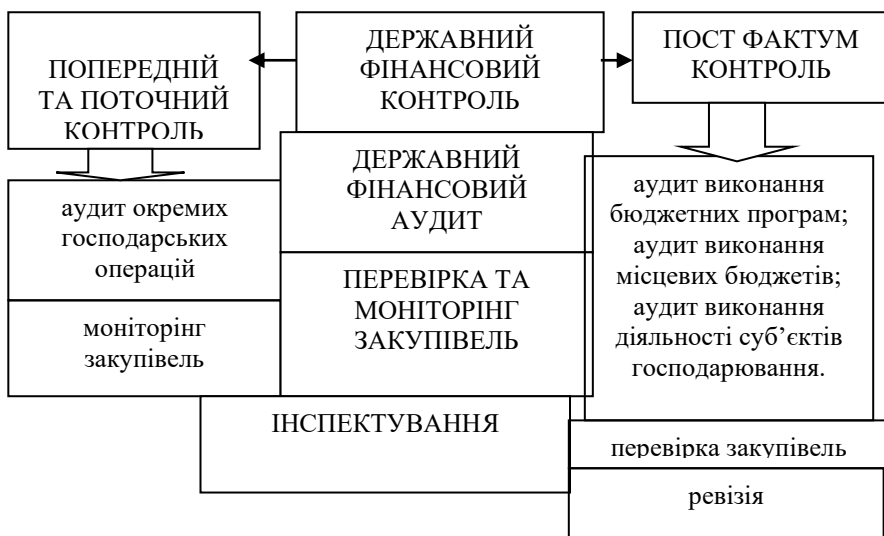 ПОПЕРЕДНІЙ
ТА ПОТОЧНИЙ
КОНТРОЛЬ
ДЕРЖАВНИЙ
ФІНАНСОВИЙ
КОНТРОЛЬ
ПОСТ ФАКТУМ
КОНТРОЛЬ
аудит окремих
господарських
операцій
моніторінг
закупівель
ДЕРЖАВНИЙ
ФІНАНСОВИЙ
АУДИТ
ПЕРЕВІРКА ТА
МОНІТОРІНГ
ЗАКУПІВЕЛЬ
ІНСПЕКТУВАННЯ
аудит виконання
бюджетних програм;
аудит виконання
місцевих бюджетів;
аудит виконання
діяльності суб’єктів
господарювання.
перевірка закупівель
ревізія